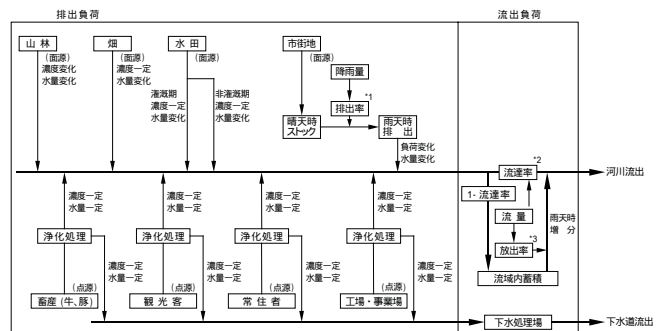 排出負荷
流出負荷
山林
畑
水田
市街地
(面源)
濃度変化
水量変化
(面源)
濃度一定
水量変化
(面源)
(面源)
灌漑期
濃度一定
水量変化
非灌漑期
濃度一定
水量変化
降雨量
*1
排出率
晴天時
ストック
雨天時
排出
負荷変化
水量変化
*2
流達率
河川流出
1-流達率
流量
雨天時
増分
*3
放出率
流域内蓄積
濃度一定
水量一定
濃度一定
水量一定
濃度一定
水量一定
濃度一定
水量一定
浄化処理
浄化処理
浄化処理
浄化処理
濃度一定
水量一定
濃度一定
水量一定
濃度一定
水量一定
濃度一定
水量一定
(点源)
(点源)
(点源)
(点源)
畜産(牛、豚)
観光客
常住者
工場・事業場
下水処理場
下水道流出